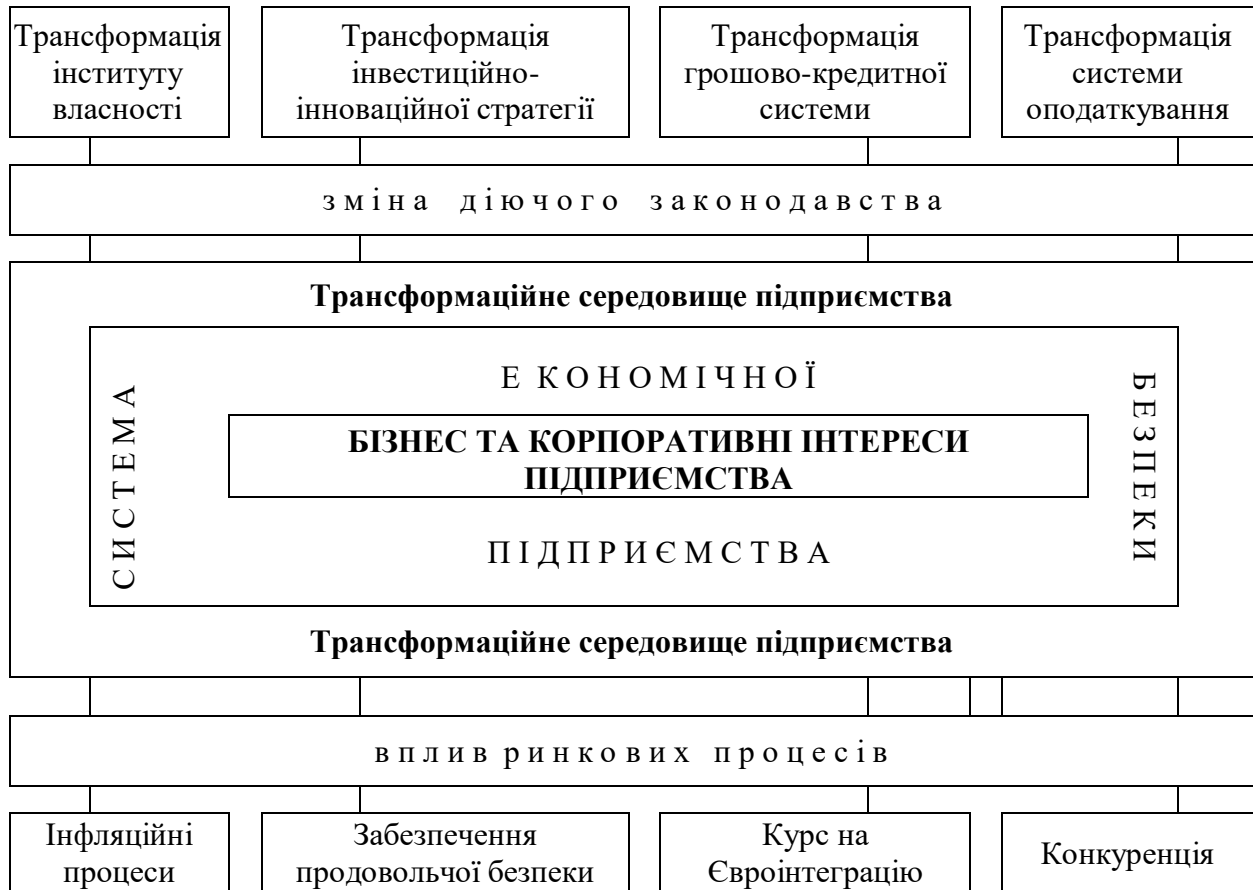 Трансформація
інституту
власності
Трансформація
інвестиційно-
інноваційної стратегії
Трансформація
грошово-кредитної
системи
Трансформація
системи
оподаткування
зміна діючого законодавства
Трансформаційне середовище підприємства
СИСТЕМА
ЕКОНОМІЧНОЇ
БЕЗПЕКИ
БІЗНЕС ТА КОРПОРАТИВНІ ІНТЕРЕСИ
ПІДПРИЄМСТВА
ПІДПРИЄМСТВА
Трансформаційне середовище підприємства
вплив ринкових процесів
Інфляційні
процеси
Забезпечення
продовольчої безпеки
Курс на
Євроінтеграцію
Конкуренція